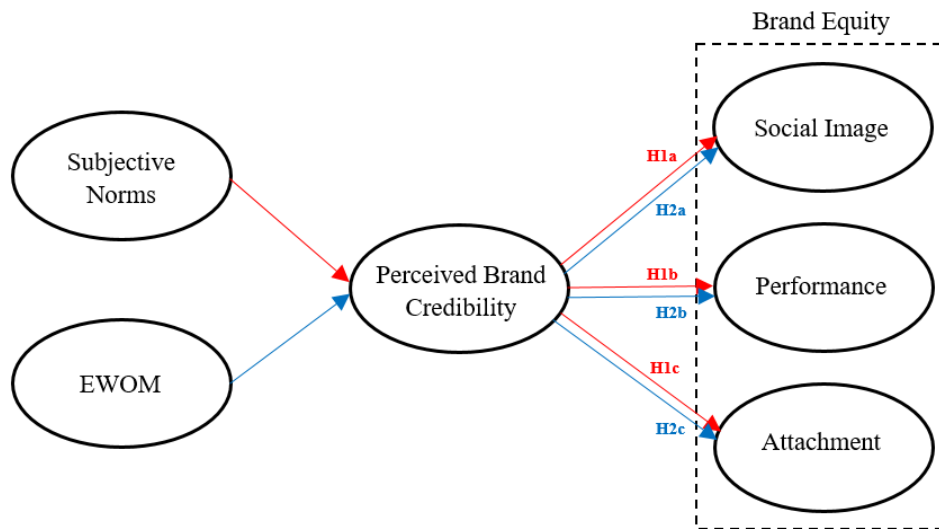 Brand Equity
Social Image
Subjective
Norms
H1a
H2a
Perceived Brand
Credibility
H1b
H2b
Performance
EWOM
H1c
H2c
Attachment